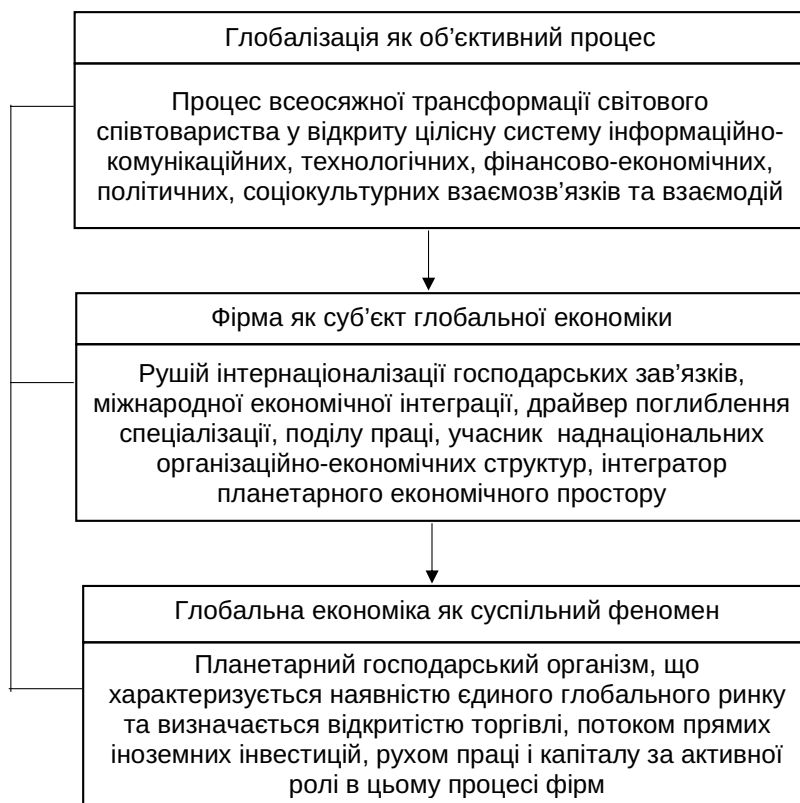 Глобалізація як об’єктивний процес
Процес всеосяжної трансформації світового
співтовариства у відкриту цілісну систему інформаційно-
комунікаційних, технологічних, фінансово-економічних,
політичних, соціокультурних взаємозв’язків та взаємодій
Фірма як суб’єкт глобальної економіки
Рушій інтернаціоналізації господарських зав’язків,
міжнародної економічної інтеграції, драйвер поглиблення
спеціалізації, поділу праці, учасник  наднаціональних
організаційно-економічних структур, інтегратор
планетарного економічного простору
Глобальна економіка як суспільний феномен
Планетарний господарський організм, що
характеризується наявністю єдиного глобального ринку
та визначається відкритістю торгівлі, потоком прямих
іноземних інвестицій, рухом праці і капіталу за активної
ролі в цьому процесі фірм